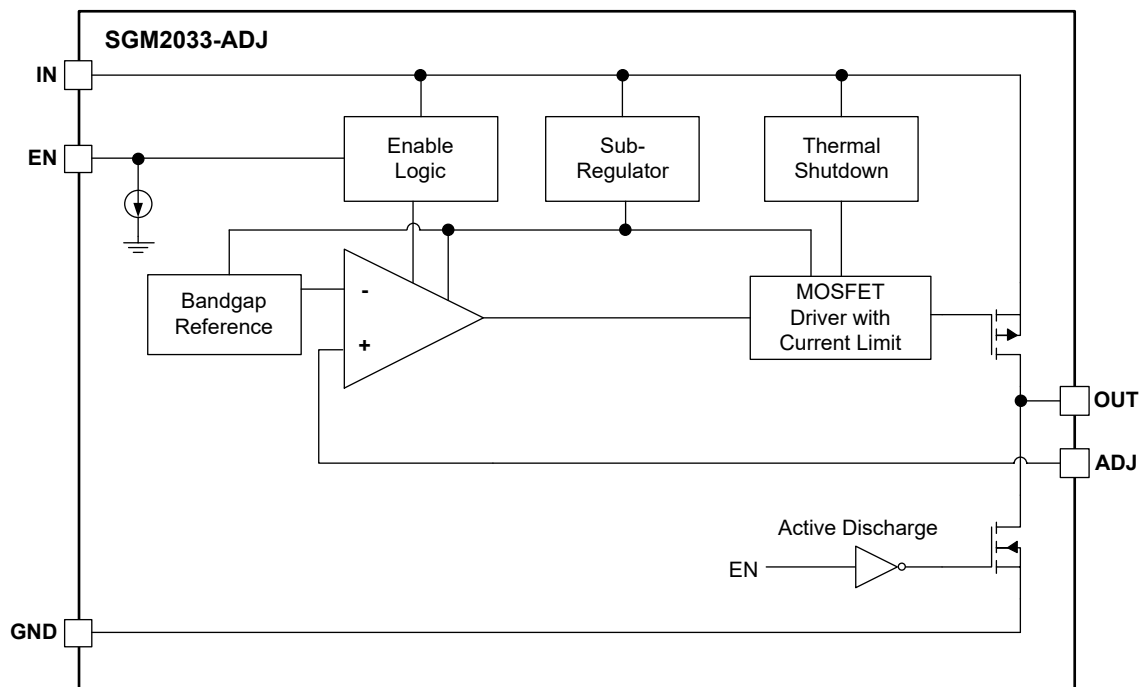 SGM2033-ADJ
IN
EN
Enable
Logic
Sub-
Regulator
Thermal
Shutdown
Bandgap
Reference
-
+
MOSFET
Driver with
Current Limit
OUT
ADJ
Active Discharge
EN
GND